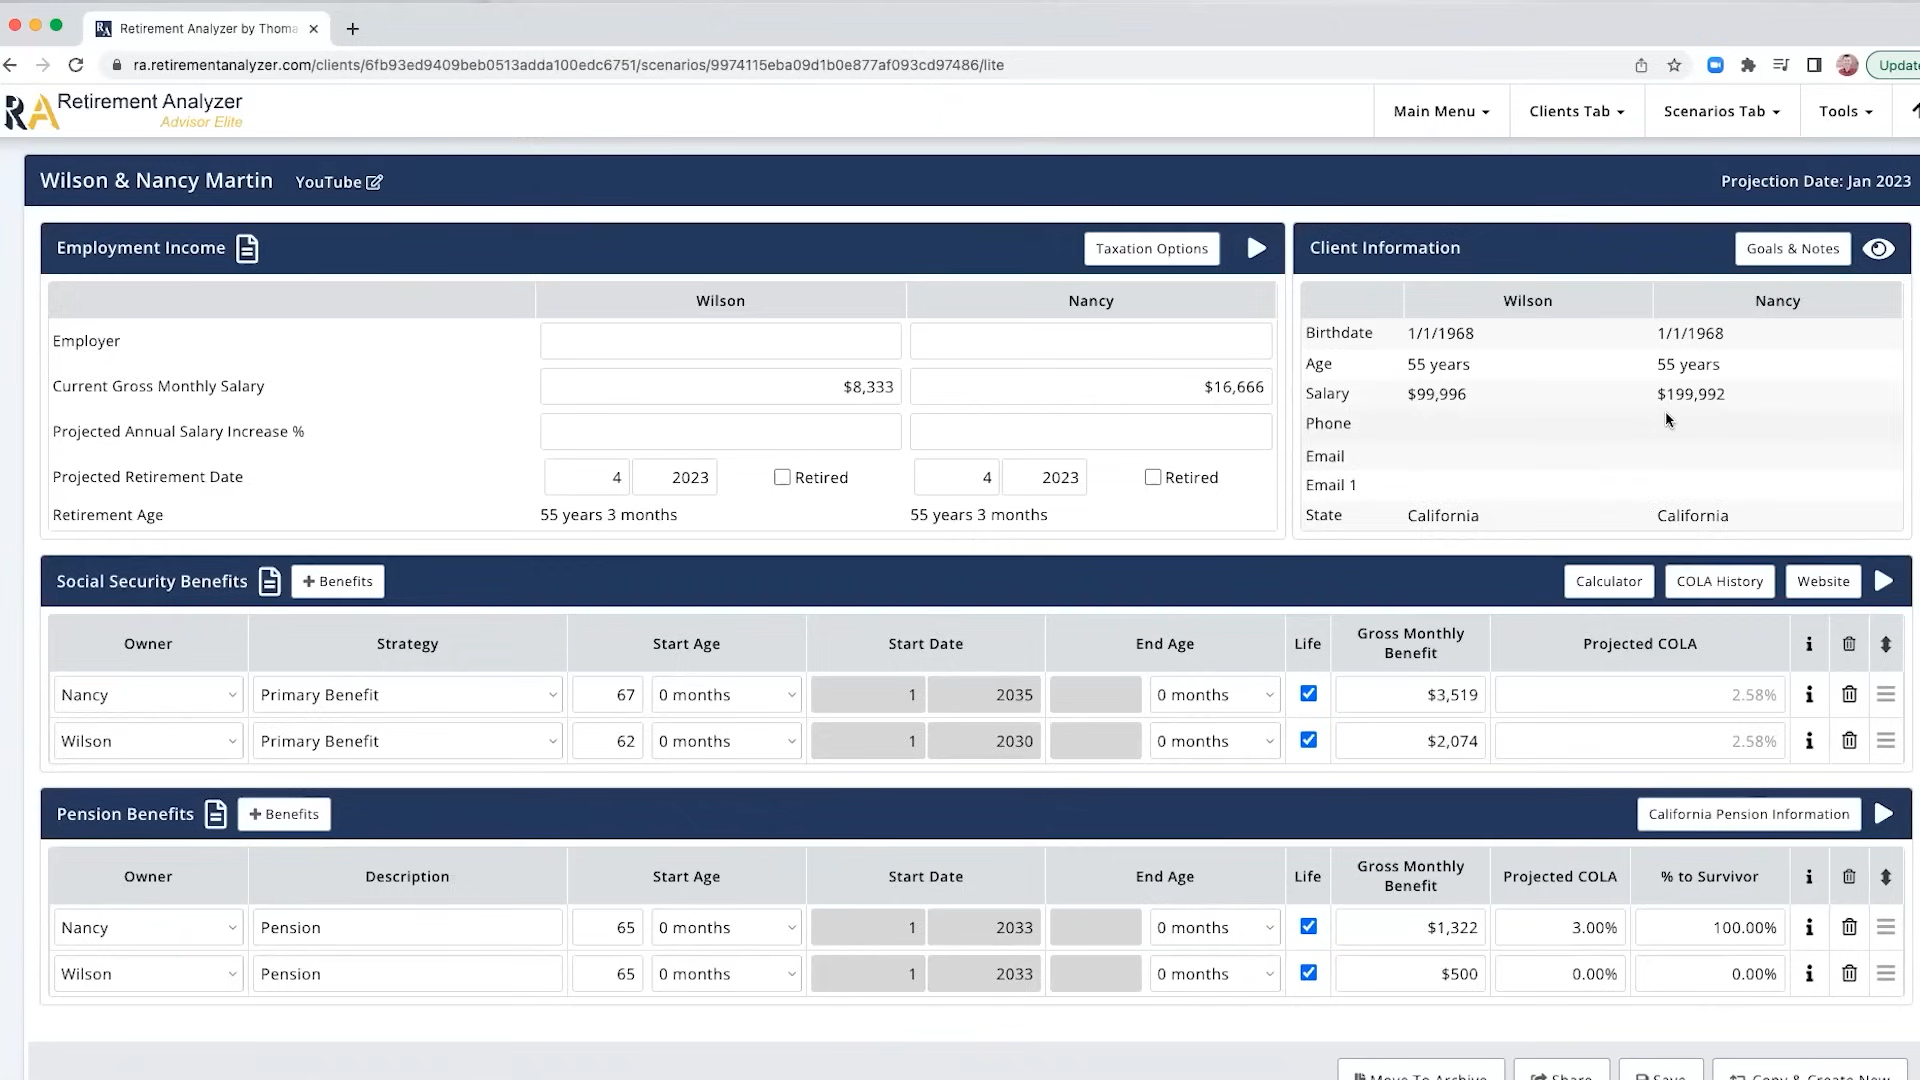 Retirement Analyzer by Thoma
ra.retirementanalyzer.com/clients/6fb93ed9409beb0513adda100edc6751/scenarios/9974115eba09d1b0e877af093cd97486/lite
Update
RA Retirement Analyzer
Advisor Elite
Main Menu
Clients Tab
Scenarios Tab
Tools
Wilson & Nancy Martin YouTube
Projection Date: Jan 2023
Employment Income
Taxation Options
Wilson Nancy
Employer
Current Gross Monthly Salary $8,333 $16,666
Projected Annual Salary Increase %
Projected Retirement Date 4 2023 Retired 4 2023 Retired
Retirement Age 55 years 3 months 55 years 3 months
Client Information
Goals & Notes
Wilson Nancy
Birthdate 1/1/1968 1/1/1968
Age 55 years 55 years
Salary $99,996 $199,992
Phone
Email
Email 1
State California California
Social Security Benefits + Benefits
Calculator COLA History Website
Owner Strategy Start Age Start Date End Age Life Gross Monthly Benefit Projected COLA
Nancy Primary Benefit 67 0 months 1 2035 0 months $3,519 2.58%
Wilson Primary Benefit 62 0 months 1 2030 0 months $2,074 2.58%
Pension Benefits + Benefits
California Pension Information
Owner Description Start Age Start Date End Age Life Gross Monthly Benefit Projected COLA % to Survivor
Nancy Pension 65 0 months 1 2033 0 months $1,322 3.00% 100.00%
Wilson Pension 65 0 months 1 2033 0 months $500 0.00% 0.00%
Move To Archive Share Save Copy & Create New